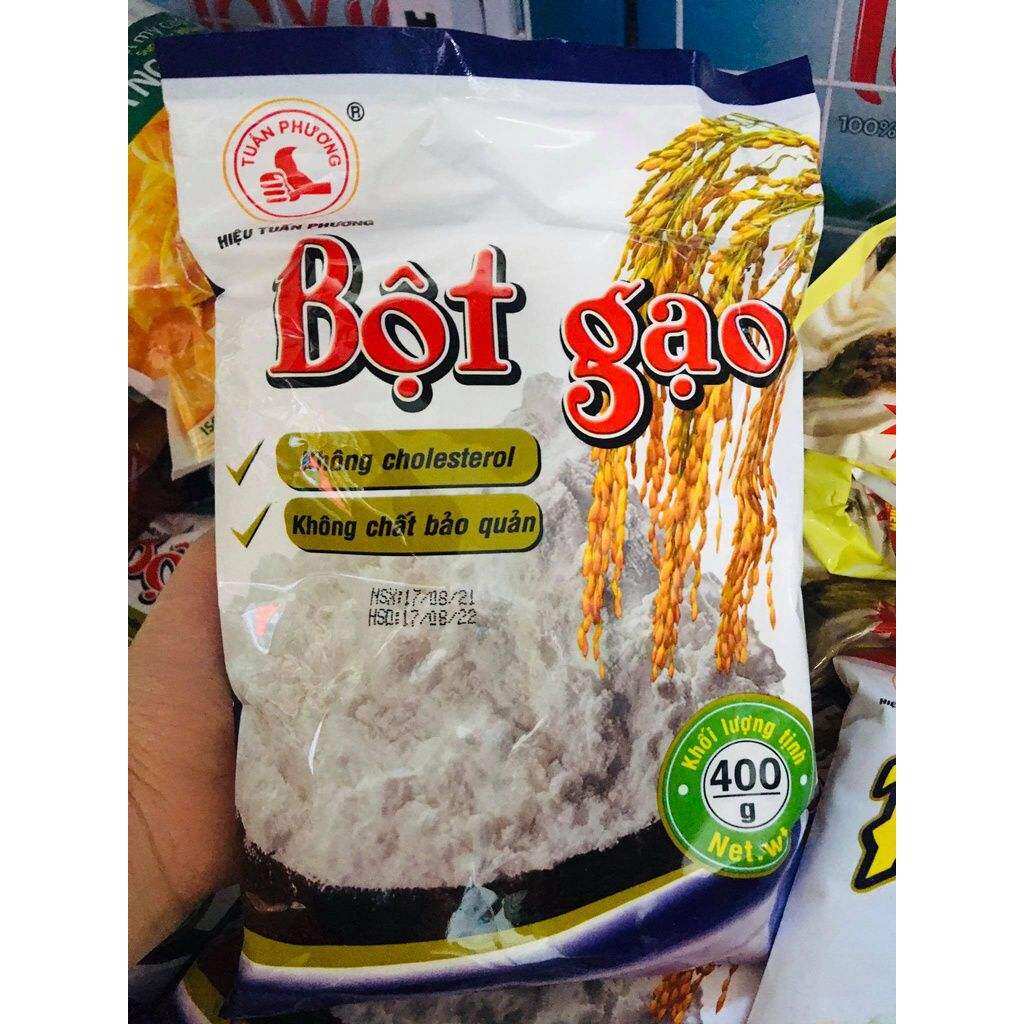 TUẤN PHƯƠNG
®
HIỆU TUẤN PHƯƠNG
Bột gạo
Không cholesterol
Không chất bảo quản
NSX:17/08/21
HSD:17/08/22
Khối lượng tịnh
400
g
Net.wt
100%